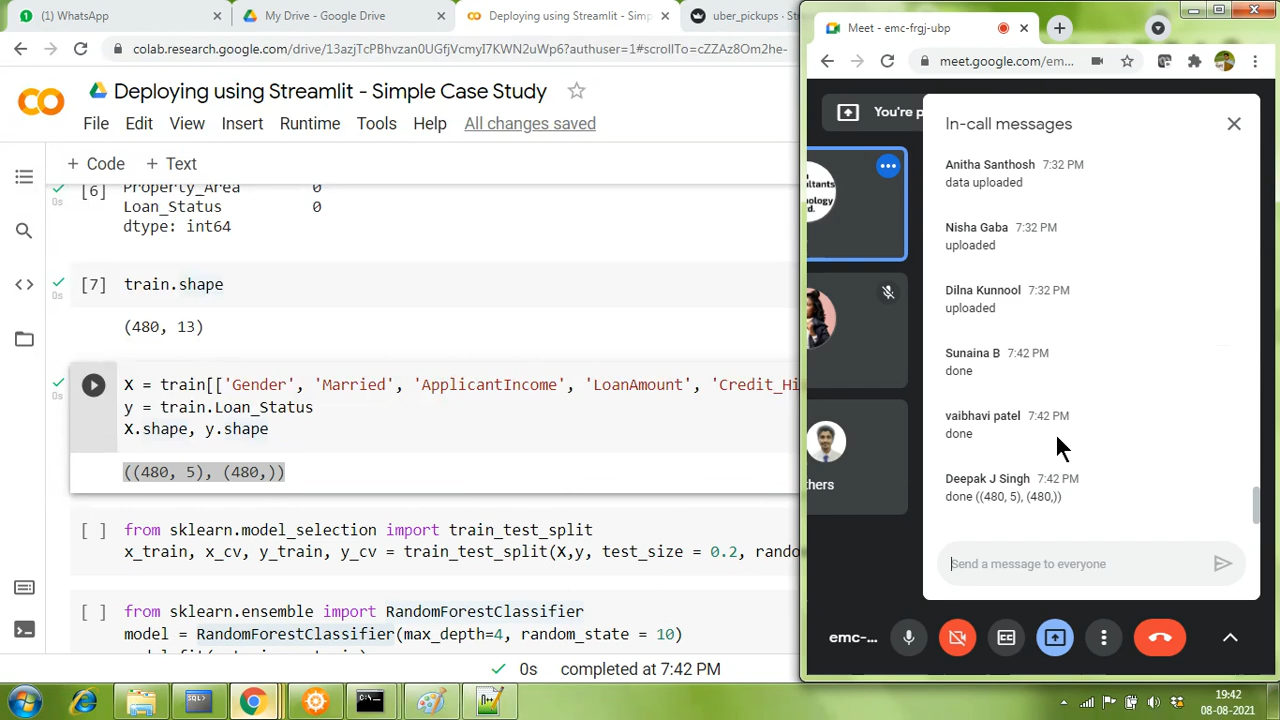 (1) WhatsApp
My Drive - Google Drive
Deploying using Streamlit - Simp
uber_pickups · St
colab.research.google.com/drive/13azjTcPBhvzan0UGfjVcnyI7KWN2uWp6?authuser=1#scrollTo=cZZAz8Om2he-
Deploying using Streamlit - Simple Case Study
File Edit View Insert Runtime Tools Help All changes saved
+ Code + Text
[6] Property_Area 0
Loan_Status 0
dtype: int64
0s
[7] train.shape
0s
(480, 13)
X = train[['Gender', 'Married', 'ApplicantIncome', 'LoanAmount', 'Credit_Hi
0s
y = train.Loan_Status
X.shape, y.shape
((480, 5), (480,))
[ ] from sklearn.model_selection import train_test_split
x_train, x_cv, y_train, y_cv = train_test_split(X,y, test_size = 0.2, rando
[ ] from sklearn.ensemble import RandomForestClassifier
model = RandomForestClassifier(max_depth=4, random_state = 10)
0s completed at 7:42 PM
Meet - emc-frgj-ubp
meet.google.com/em...
You're p
ltants
nology
d.
hers
In-call messages
Anitha Santhosh 7:32 PM
data uploaded
Nisha Gaba 7:32 PM
uploaded
Dilna Kunnool 7:32 PM
uploaded
Sunaina B 7:42 PM
done
vaibhavi patel 7:42 PM
done
Deepak J Singh 7:42 PM
done ((480, 5), (480,))
Send a message to everyone
emc-...
19:42
08-08-2021